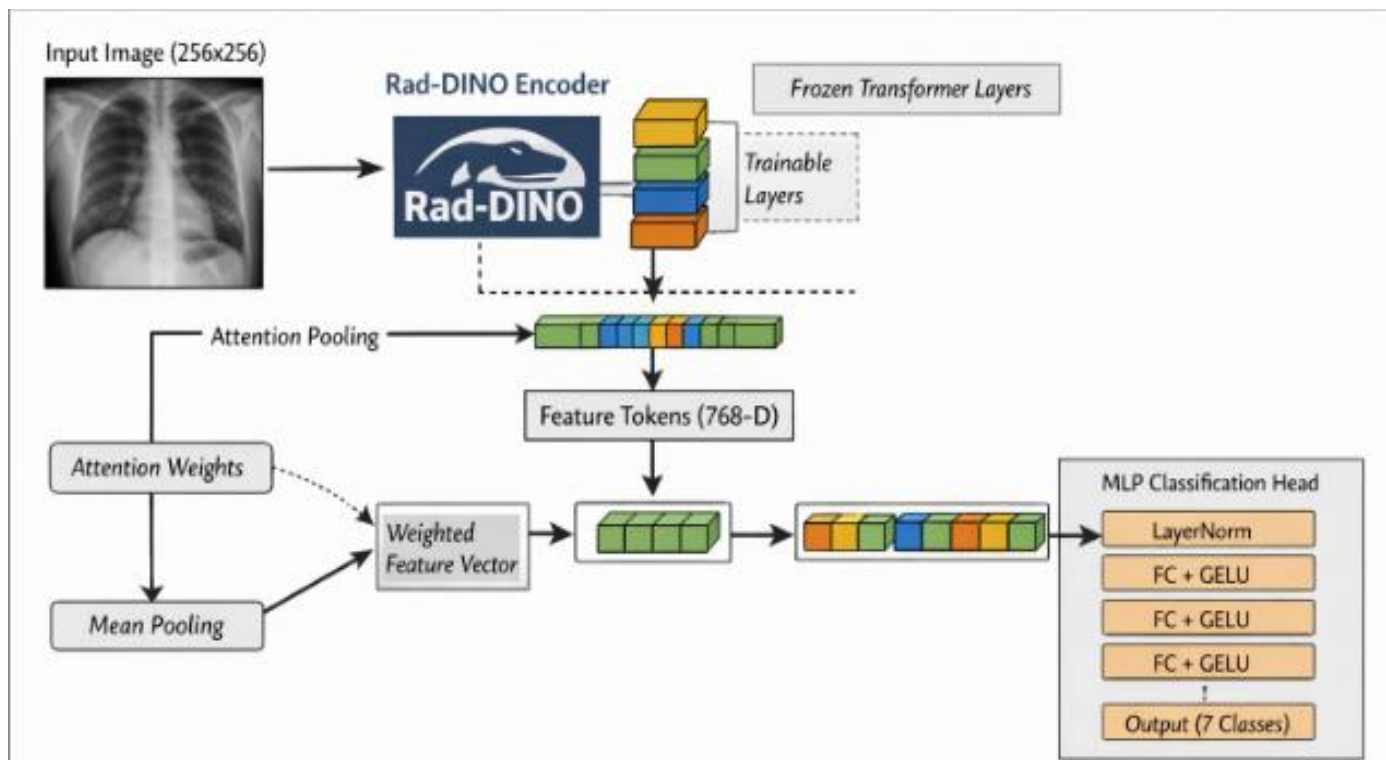 Input Image (256x256)
Rad-DINO Encoder
Frozen Transformer Layers
Rad-DINO
Trainable
Layers
Attention Pooling
Feature Tokens (768-D)
Attention Weights
Weighted
Feature Vector
Mean Pooling
MLP Classification Head
LayerNorm
FC + GELU
FC + GELU
FC + GELU
Output (7 Classes)